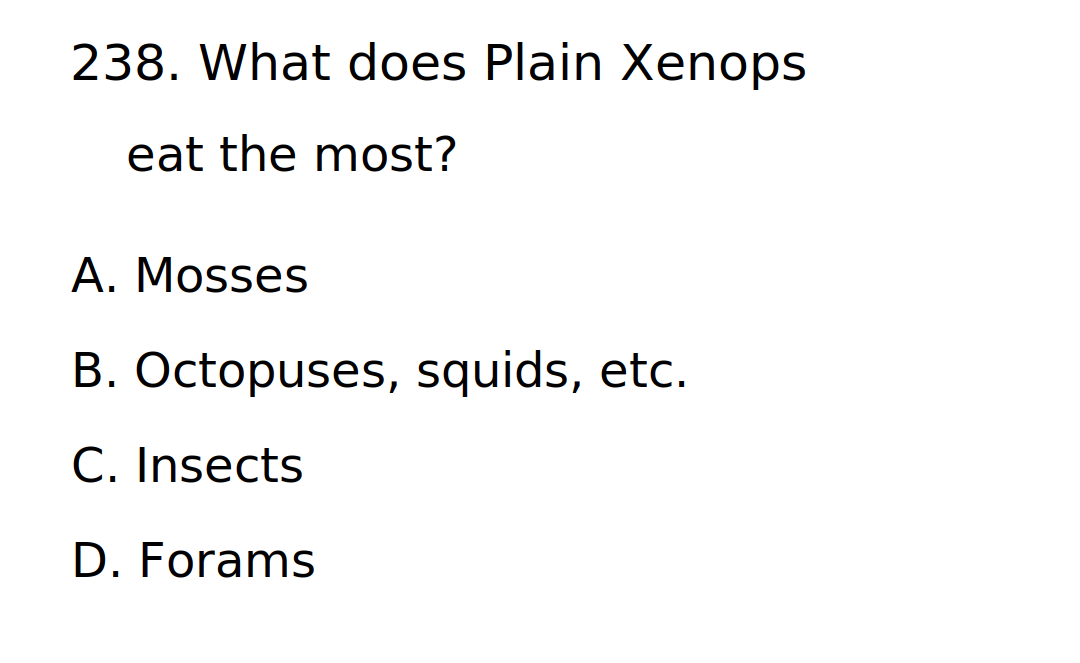 238. What does Plain Xenops
eat the most?
A. Mosses
B. Octopuses, squids, etc.
C. Insects
D. Forams